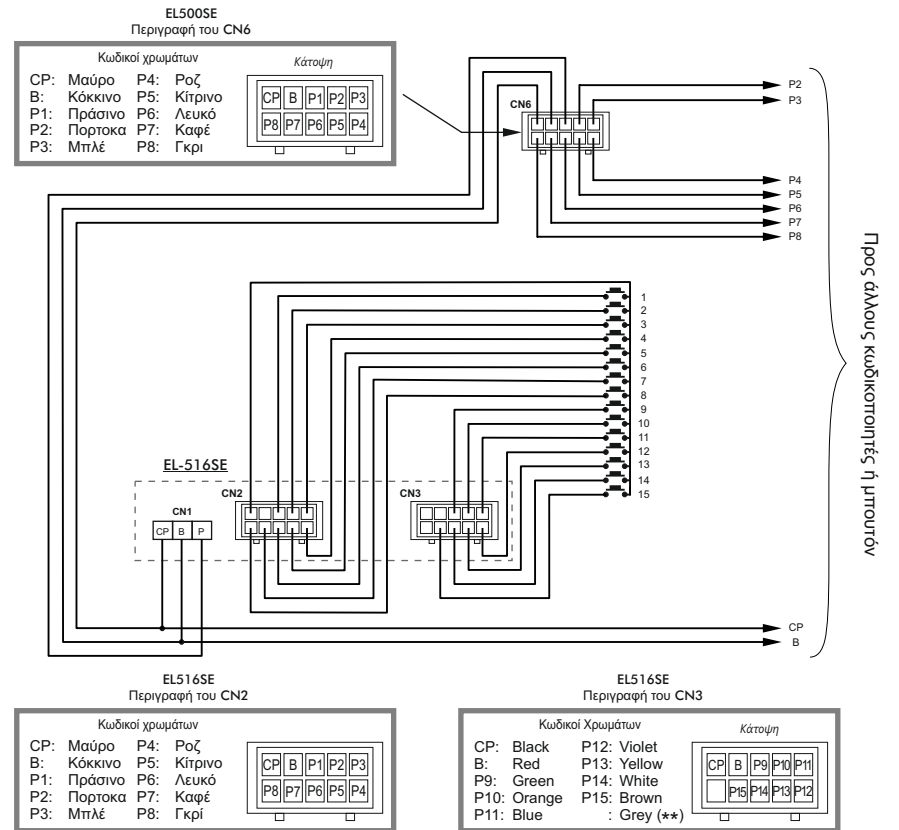 EL500SE
Περιγραφή του CN6
Κωδικοί χρωμάτων
CP: Μαύρο P4: Ροζ
B: Κόκκινο P5: Κίτρινο
P1: Πράσινο P6: Λευκό
P2: Πορτοκα P7: Καφέ
P3: Μπλέ P8: Γκρι
Κάτοψη
CP B P1 P2 P3
P8 P7 P6 P5 P4
CN6
P2
P3
P4
P5
P6
P7
P8
Προς άλλους κωδικοποιητές ή μπουτόν
1
2
3
4
5
6
7
8
9
10
11
12
13
14
15
EL-516SE
CN1
CP B P
CN2
CN3
CP
B
EL516SE
Περιγραφή του CN2
Κωδικοί χρωμάτων
CP: Μαύρο P4: Ροζ
B: Κόκκινο P5: Κίτρινο
P1: Πράσινο P6: Λευκό
P2: Πορτοκα P7: Καφέ
P3: Μπλέ P8: Γκρί
CP B P1 P2 P3
P8 P7 P6 P5 P4
EL516SE
Περιγραφή του CN3
Κωδικοί Χρωμάτων
CP: Black P12: Violet
B: Red P13: Yellow
P9: Green P14: White
P10: Orange P15: Brown
P11: Blue : Grey (**)
Κάτοψη
CP B P9 P10 P11
P15 P14 P13 P12